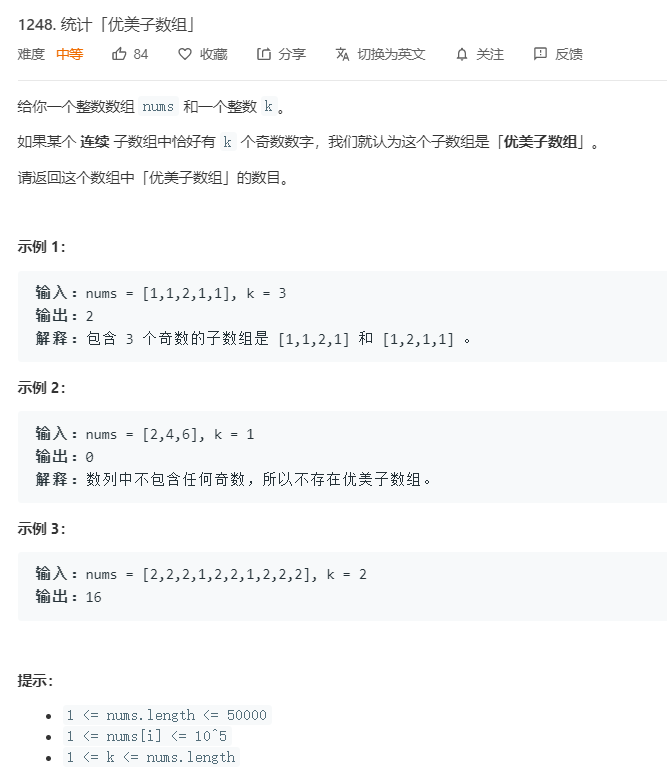 1248. 统计「优美子数组」
难度 中等 84 收藏 分享 切换为英文 关注 反馈
给你一个整数数组 nums 和一个整数 k 。
如果某个 连续 子数组中恰好有 k 个奇数数字，我们就认为这个子数组是「优美子数组」。
请返回这个数组中「优美子数组」的数目。
示例 1：
输入：nums = [1,1,2,1,1], k = 3
输出：2
解释：包含 3 个奇数的子数组是 [1,1,2,1] 和 [1,2,1,1] 。
示例 2：
输入：nums = [2,4,6], k = 1
输出：0
解释：数列中不包含任何奇数，所以不存在优美子数组。
示例 3：
输入：nums = [2,2,2,1,2,2,1,2,2,2], k = 2
输出：16
提示：
1 <= nums.length <= 50000
1 <= nums[i] <= 10^5
1 <= k <= nums.length